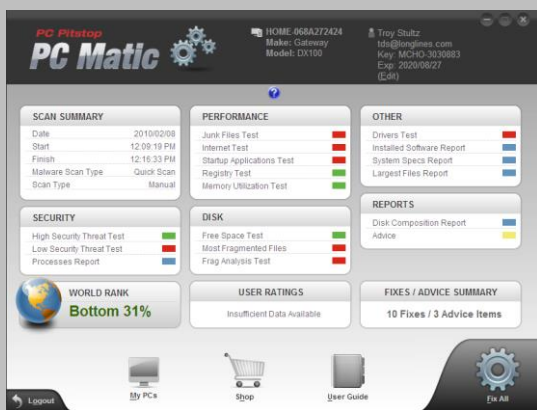 PC Pitstop
PC Matic
HOME-068A272424
Make: Gateway
Model: DX100
Troy Stultz
tds@longlines.com
Key: MCHO-3030883
Exp: 2020/08/27
(Edit)
?
SCAN SUMMARY
Date 2010/02/08
Start 12:09:19 PM
Finish 12:16:33 PM
Malware Scan Type Quick Scan
Scan Type Manual
PERFORMANCE
Junk Files Test
Internet Test
Startup Applications Test
Registry Test
Memory Utilization Test
OTHER
Drivers Test
Installed Software Report
System Specs Report
Largest Files Report
SECURITY
High Security Threat Test
Low Security Threat Test
Processes Report
DISK
Free Space Test
Most Fragmented Files
Frag Analysis Test
REPORTS
Disk Composition Report
Advice
WORLD RANK
Bottom 31%
USER RATINGS
Insufficient Data Available
FIXES / ADVICE SUMMARY
10 Fixes / 3 Advice Items
Logout
My PCs
Shop
User Guide
Fix All